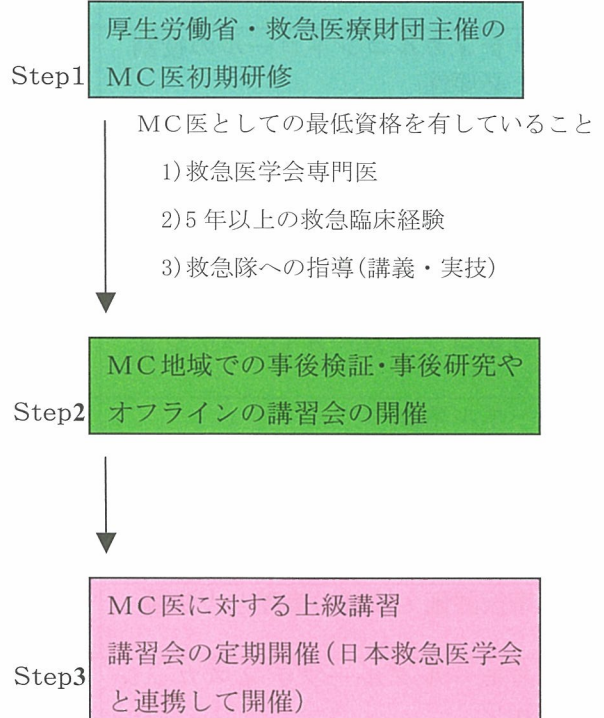 厚生労働省・救急医療財団主催の
Step1 MC医初期研修
MC医としての最低資格を有していること
1)救急医学会専門医
2)5年以上の救急臨床経験
3)救急隊への指導(講義・実技)
MC地域での事後検証・事後研究や
Step2 オフラインの講習会の開催
MC医に対する上級講習
講習会の定期開催(日本救急医学会
Step3 と連携して開催)